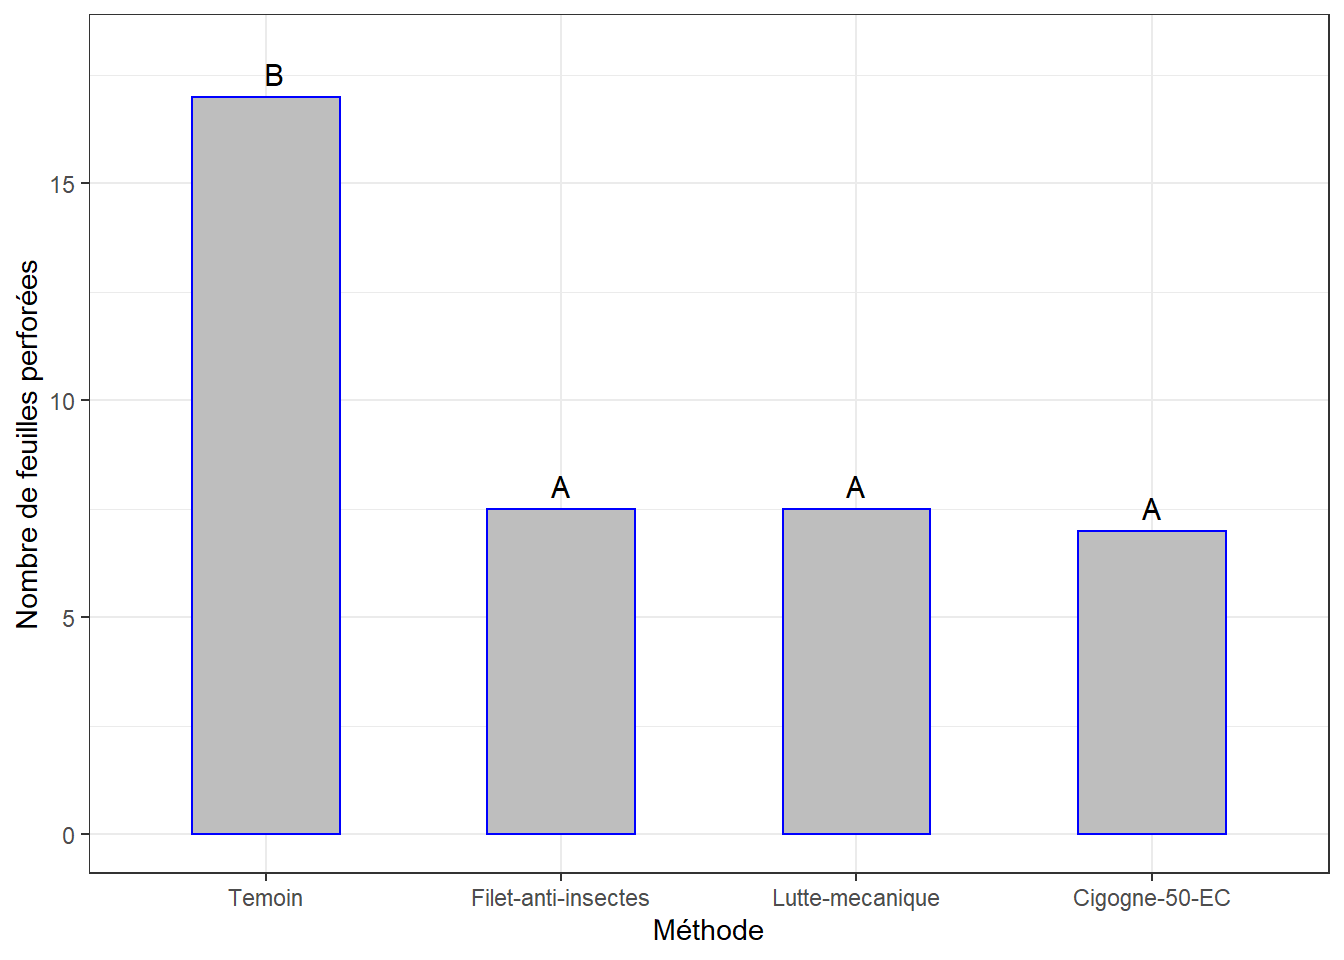 Nombre de feuilles perforées
15
10
5
0
B
A
A
A
Temoin
Filet-anti-insectes
Lutte-mecanique
Cigogne-50-EC
Méthode